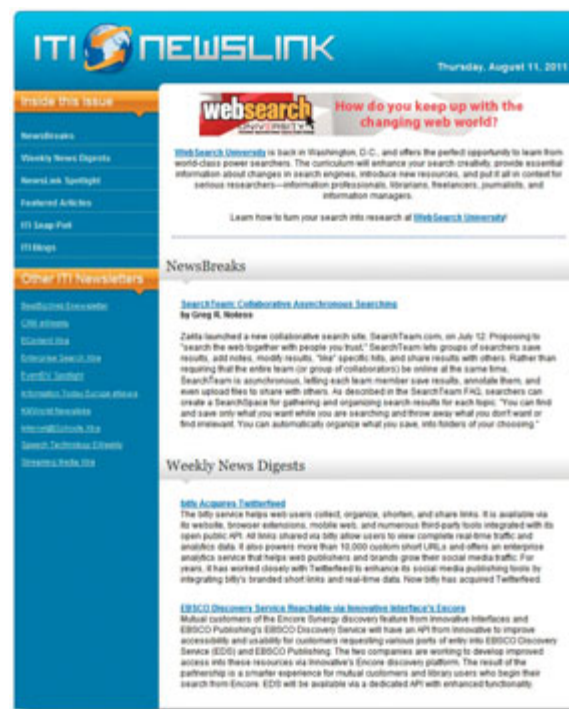 ITI NEWSLINK
Thursday, August 11, 2011
Inside this Issue
NewsBreaks
Weekly News Digests
NewsLink Spotlight
Featured Articles
ITI Snap Poll
ITI Blogs
Other ITI Newsletters
CRM eWeekly
EContent Xtra
Enterprise Search Xtra
Information Today Europe eNews
KMWorld NewsLinks
Internet@Schools Xtra
Speech Technology EWeekly
Streaming Media Xtra
websearch
UNIVERSITY
How do you keep up with the
changing web world?
WebSearch University is back in Washington, D.C., and offers the perfect opportunity to learn from
world-class power searchers. The curriculum will enhance your search creativity, provide essential
information about changes in search engines, introduce new resources, and put it all in context for
serious researchers—information professionals, librarians, freelancers, journalists, and
information managers.
Learn how to turn your search into research at WebSearch University!
NewsBreaks
SearchTeam: Collaborative Asynchronous Searching
by Greg R. Notess
Zakta launched a new collaborative search site, SearchTeam.com, on July 12. Proposing to
"search the web together with people you trust," SearchTeam lets groups of searchers save
results, add notes, modify results, "like" specific hits, and share results with others. Rather than
requiring that the entire team (or group of collaborators) be online at the same time,
SearchTeam is asynchronous, letting each team member save results, annotate them, and
even upload files to share with others. As described in the SearchTeam FAQ, searchers can
create a SearchSpace for gathering and organizing search results for each topic; "You can find
and save only what you want while you are searching and throw away what you don't want or
find irrelevant. You can automatically organize what you save, into folders of your choosing."
Weekly News Digests
bitly Acquires Twitterfeed
The bitly service helps web users collect, organize, shorten, and share links. It is available via
its website, browser extensions, mobile web, and numerous third-party tools integrated with its
open public API. All links shared via bitly allow users to view complete real-time traffic and
analytics data. It also powers more than 10,000 custom short URLs and offers an enterprise
analytics service that helps web publishers and brands grow their social media traffic. For
years, it has worked closely with Twitterfeed to enhance its social media publishing tools by
integrating bitly's branded short links and real-time data. Now bitly has acquired Twitterfeed.
EBSCO Discovery Service Reachable via Innovative Interface's Encore
Mutual customers of the Encore Synergy discovery feature from Innovative Interfaces and
EBSCO Publishing's EBSCO Discovery Service will have an API from Innovative to improve
accessibility and usability for customers requesting various ports of entry into EBSCO Discovery
Service (EDS) and EBSCO Publishing. The two companies are working to develop improved
access into these resources via Innovative's Encore discovery platform. The result of the
partnership is a smarter experience for mutual customers and library users who begin their
search from Encore. EDS will be available via a dedicated API with enhanced functionality.